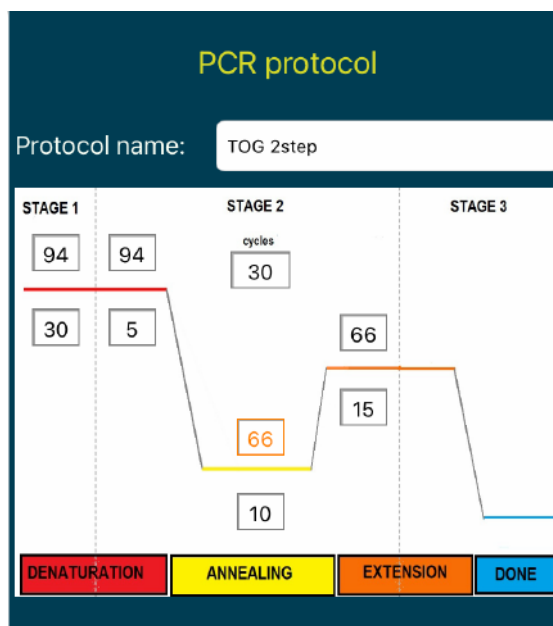 PCR protocol
Protocol name: TOG 2step
STAGE 1 STAGE 2 STAGE 3
cycles
94 94 30
30 5 66
15
66
10
DENATURATION ANNEALING EXTENSION DONE